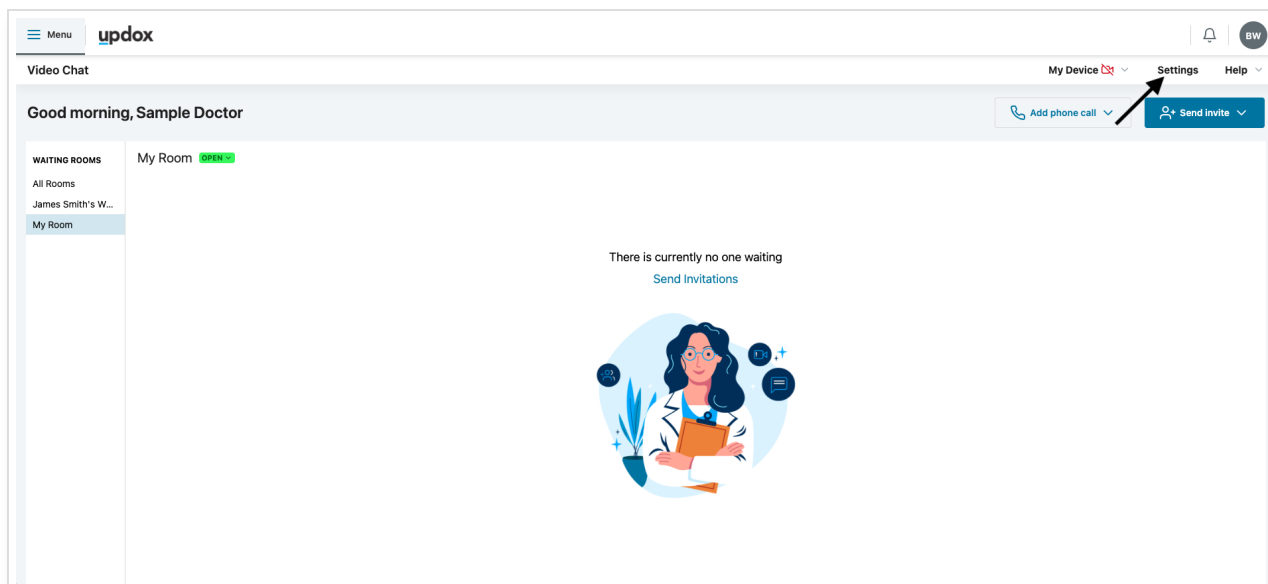 Menu updox BW
Video Chat My Device Settings Help
Good morning, Sample Doctor Add phone call Send invite
WAITING ROOMS My Room OPEN
All Rooms
James Smith's W...
My Room
There is currently no one waiting
Send Invitations